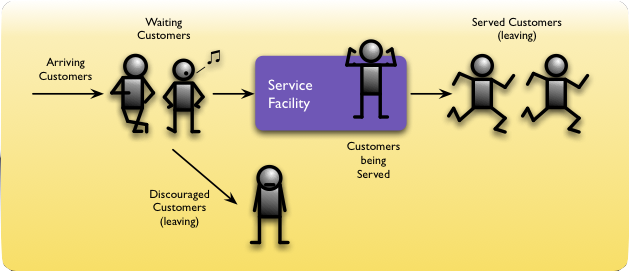 Waiting
Customers
Served Customers
(leaving)
Arriving
Customers
Service
Facility
Customers
being
Served
Discouraged
Customers
(leaving)